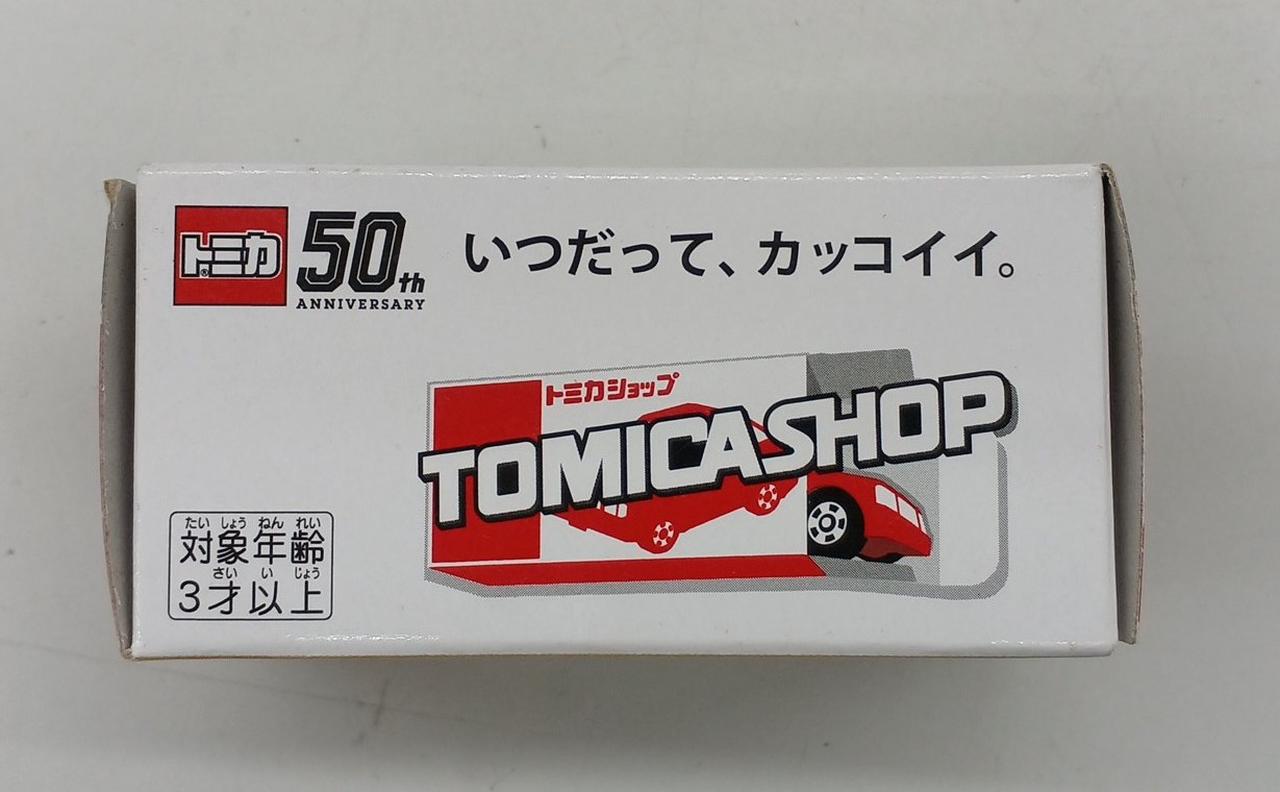 トミカ®
50th
ANNIVERSARY
いつだって、カッコイイ。
トミカショップ
TOMICASHOP
たい しょう ねん れい
対象年齢
さい い じょう
3才以上